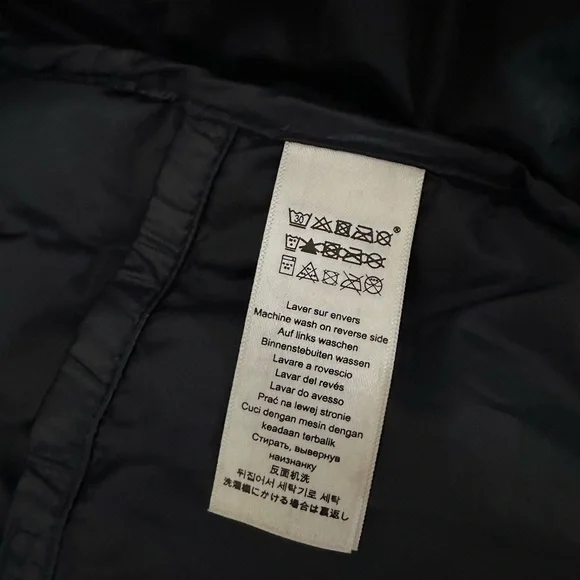 30
®
Laver sur envers
Machine wash on reverse side
Auf links waschen
Binnenstebuiten wassen
Lavare a rovescio
Lavar del revés
Lavar do avesso
Prać na lewej stronie
Cuci dengan mesin dengan
keadaan terbalik
Стирать, вывернув
наизнанку
反面机洗
뒤집어서 세탁기로 세탁
洗濯機にかける場合は裏返し